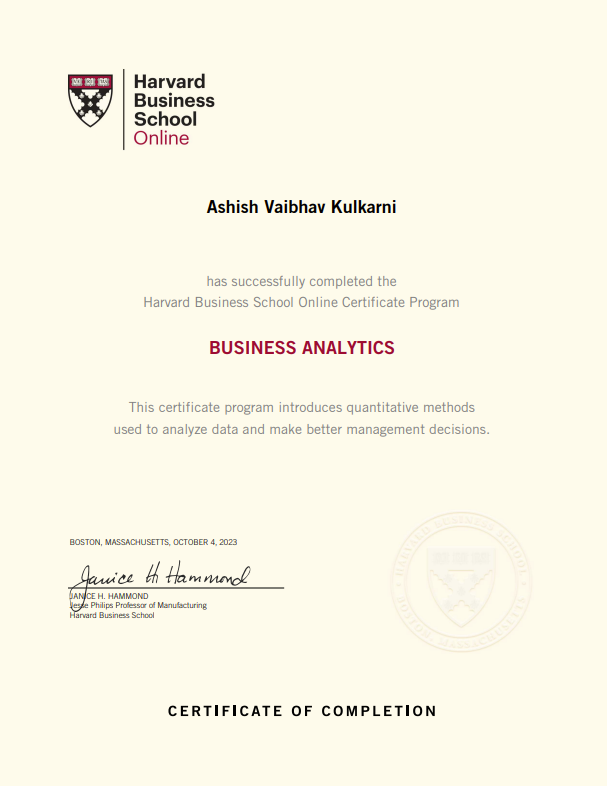 Harvard
Business
School
Online
Ashish Vaibhav Kulkarni
has successfully completed the
Harvard Business School Online Certificate Program
BUSINESS ANALYTICS
This certificate program introduces quantitative methods
used to analyze data and make better management decisions.
BOSTON, MASSACHUSETTS, OCTOBER 4, 2023
Janice H Hammond
JANICE H. HAMMOND
Jesse Philips Professor of Manufacturing
Harvard Business School
HARVARD BUSINESS SCHOOL
BOSTON, MASSACHUSETTS
CERTIFICATE OF COMPLETION